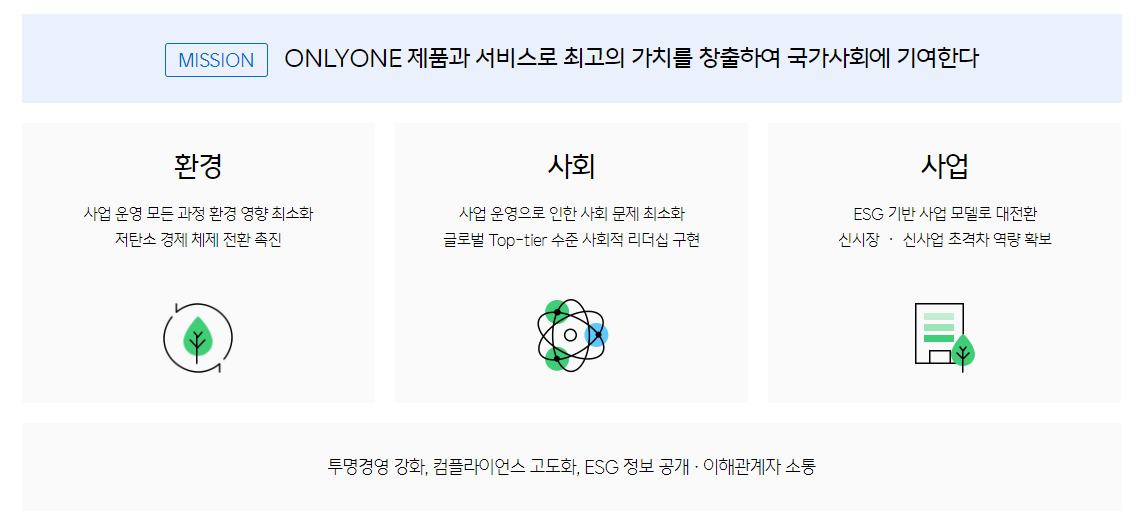 MISSION ONLYONE 제품과 서비스로 최고의 가치를 창출하여 국가사회에 기여한다
환경
사업 운영 모든 과정 환경 영향 최소화
저탄소 경제 체제 전환 촉진
사회
사업 운영으로 인한 사회 문제 최소화
글로벌 Top-tier 수준 사회적 리더십 구현
사업
ESG 기반 사업 모델로 대전환
신시장 · 신사업 초격차 역량 확보
투명경영 강화, 컴플라이언스 고도화, ESG 정보 공개 · 이해관계자 소통